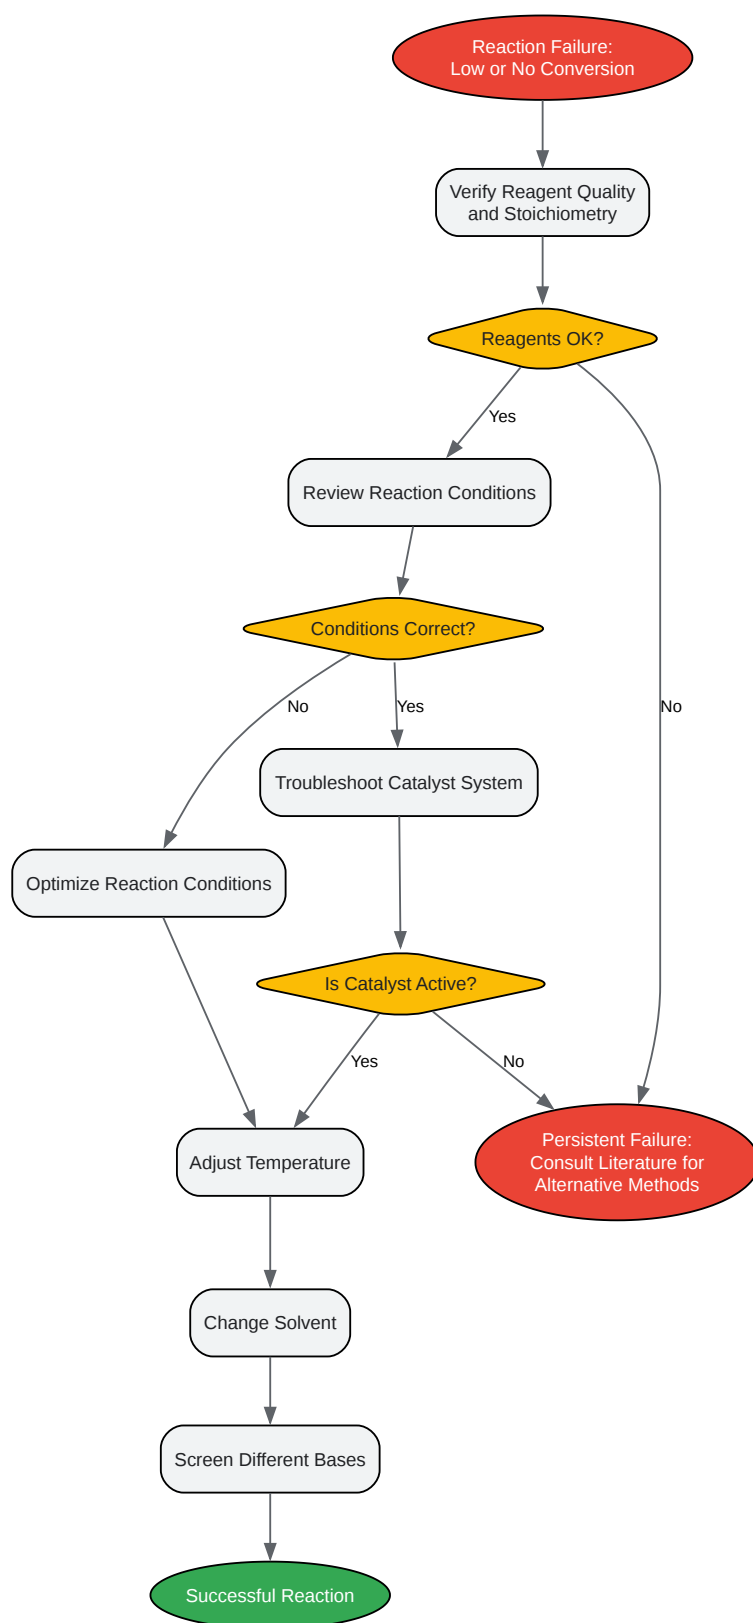 Reaction Failure:
Low or No Conversion
Verify Reagent Quality
and Stoichiometry
Reagents OK?
Yes
Review Reaction Conditions
Conditions Correct?
No
Yes
No
Troubleshoot Catalyst System
Optimize Reaction Conditions
Is Catalyst Active?
Yes
No
Persistent Failure:
Consult Literature for
Alternative Methods
Adjust Temperature
Change Solvent
Screen Different Bases
Successful Reaction